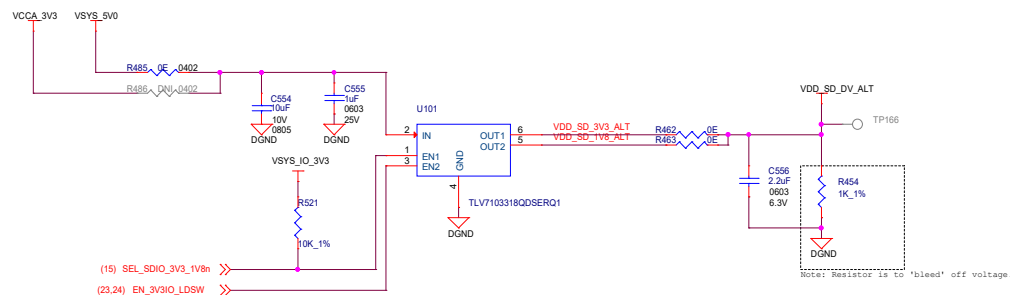 VCCA_3V3 VSYS_5V0
R485 0E 0402
R486 DNI 0402
C554
10uF
10V
0805
DGND
C555
1uF
0603
25V
DGND
U101
2 IN
1 EN1
3 EN2
GND
4
OUT1 6
OUT2 5
TLV7103318QDSERQ1
DGND
VDD_SD_3V3_ALT
VDD_SD_1V8_ALT
R462 0E
R463 0E
VDD_SD_DV_ALT
TP166
C556
2.2uF
0603
6.3V
R454
1K_1%
DGND
Note: Resistor is to 'bleed' off voltage
VSYS_IO_3V3
R521
10K_1%
(15) SEL_SDIO_3V3_1V8n
(23,24) EN_3V3IO_LDSW